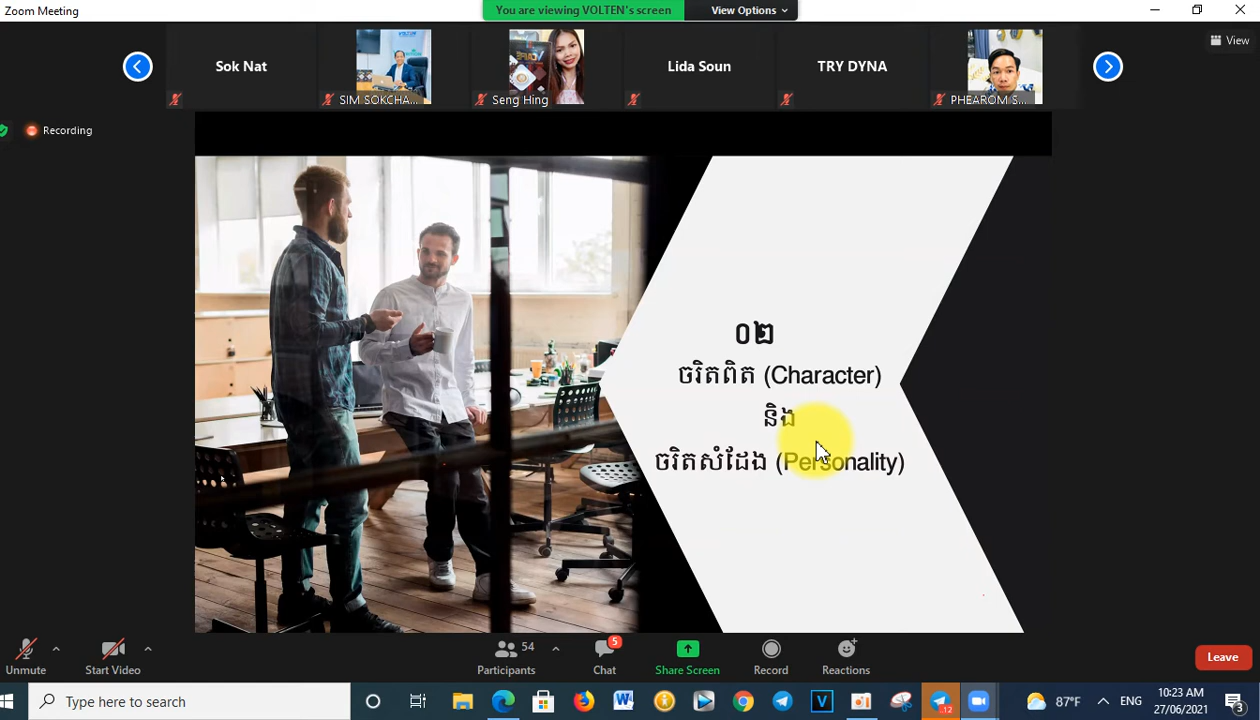 Zoom Meeting
You are viewing VOLTEN's screen
View Options
View
Sok Nat
SIM SOKCHA...
Seng Hing
Lida Soun
TRY DYNA
PHEAROM S...
Recording
០២
ចរិតពិត (Character)
និង
ចរិតសំដែង (Personality)
Unmute
Start Video
54
Participants
5
Chat
Share Screen
Record
Reactions
Leave
Type here to search
12
87°F
ENG
10:23 AM
27/06/2021
3